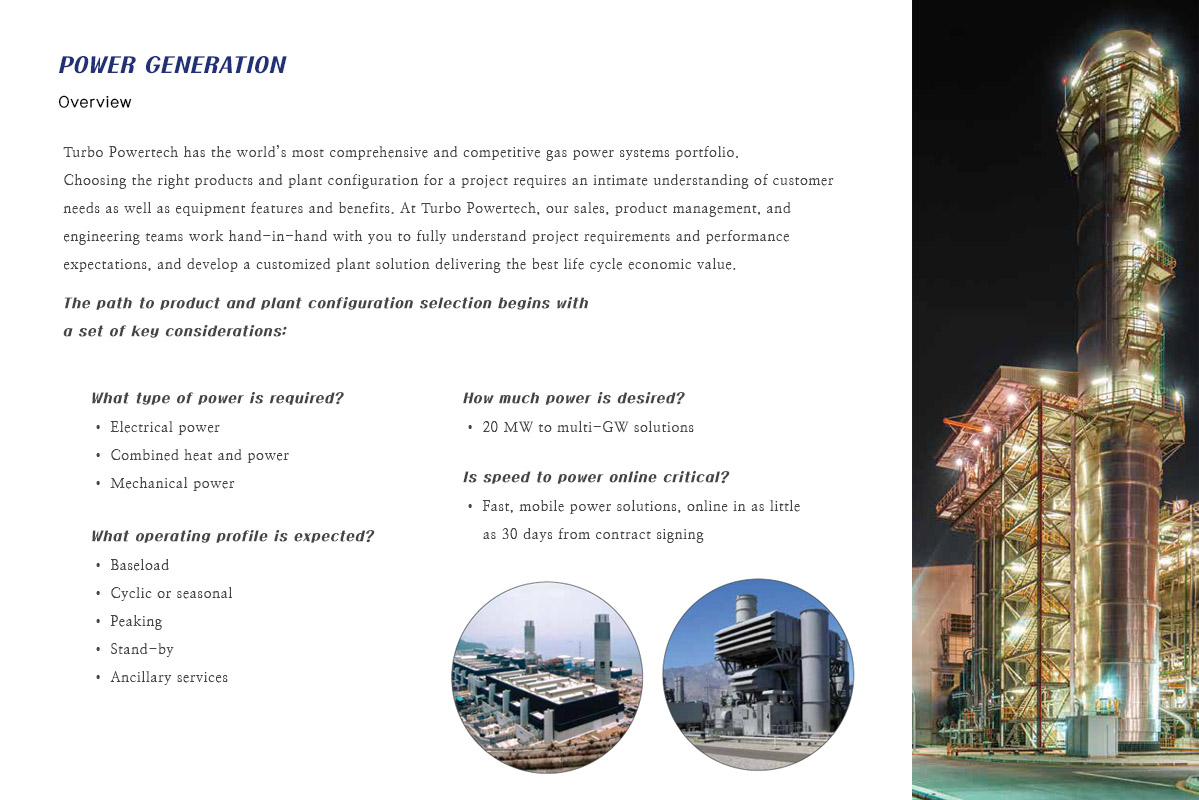 POWER GENERATION
Overview
Turbo Powertech has the world's most comprehensive and competitive gas power systems portfolio.
Choosing the right products and plant configuration for a project requires an intimate understanding of customer
needs as well as equipment features and benefits. At Turbo Powertech, our sales, product management, and
engineering teams work hand-in-hand with you to fully understand project requirements and performance
expectations, and develop a customized plant solution delivering the best life cycle economic value.
The path to product and plant configuration selection begins with
a set of key considerations:
What type of power is required?
• Electrical power
• Combined heat and power
• Mechanical power
What operating profile is expected?
• Baseload
• Cyclic or seasonal
• Peaking
• Stand-by
• Ancillary services
How much power is desired?
• 20 MW to multi-GW solutions
Is speed to power online critical?
• Fast, mobile power solutions, online in as little
as 30 days from contract signing